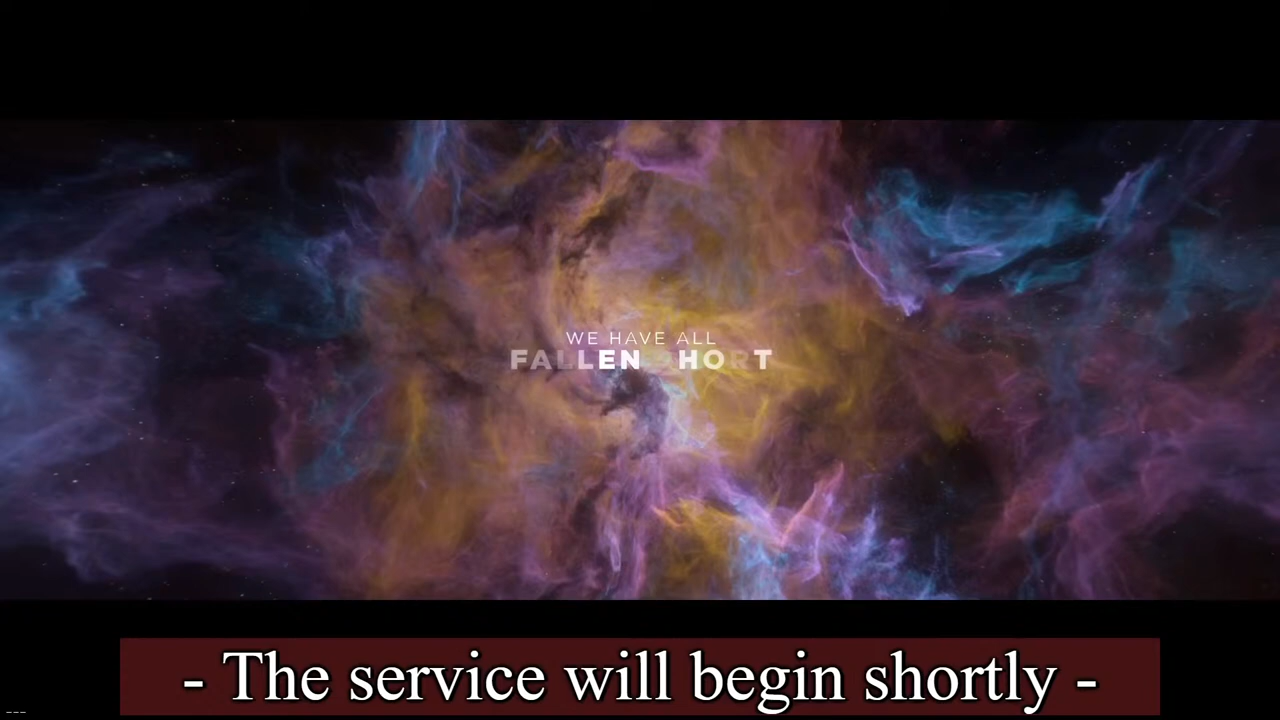 WE HAVE ALL
FALLEN SHORT
- The service will begin shortly -
---